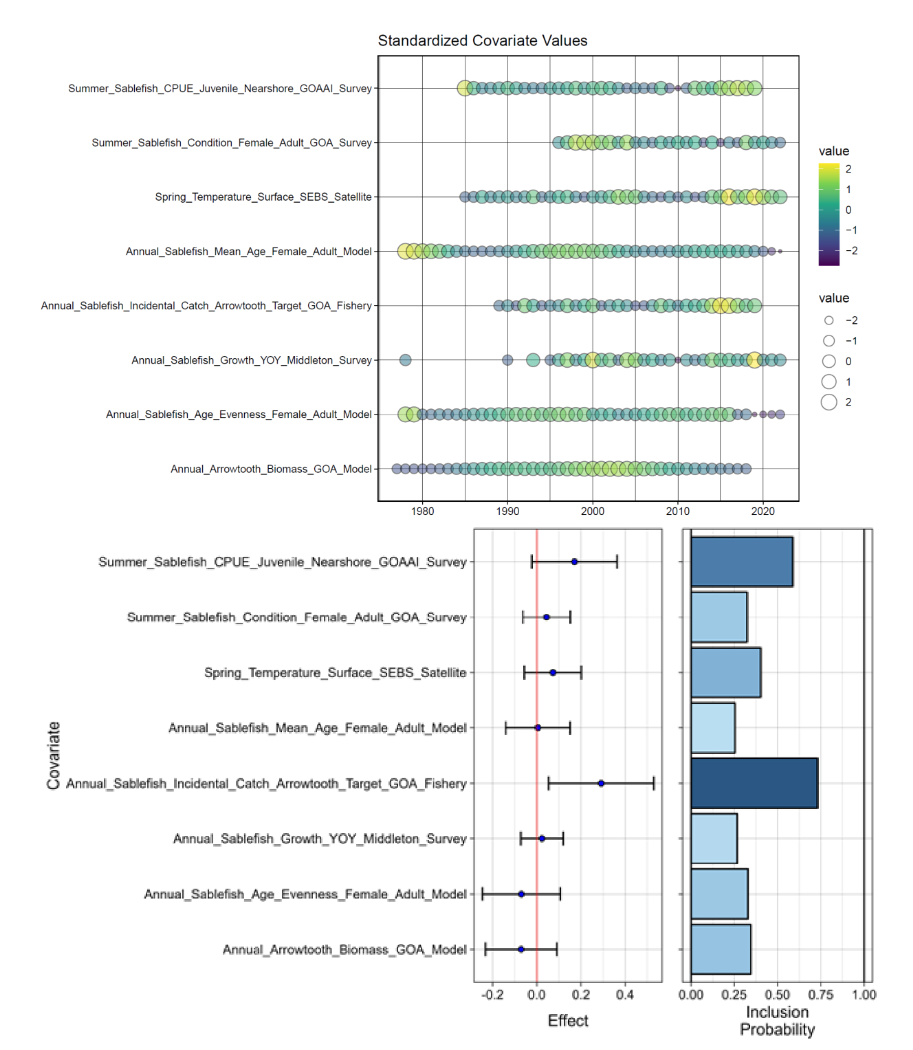 Standardized Covariate Values
Summer_Sablefish_CPUE_Juvenile_Nearshore_GOAAI_Survey
Summer_Sablefish_Condition_Female_Adult_GOA_Survey
Spring_Temperature_Surface_SEBS_Satellite
Annual_Sablefish_Mean_Age_Female_Adult_Model
Annual_Sablefish_Incidental_Catch_Arrowtooth_Target_GOA_Fishery
Annual_Sablefish_Growth_YOY_Middleton_Survey
Annual_Sablefish_Age_Evenness_Female_Adult_Model
Annual_Arrowtooth_Biomass_GOA_Model
1980 1990 2000 2010 2020
value
2
1
0
−1
−2
value
−2
−1
0
1
2
Covariate
Summer_Sablefish_CPUE_Juvenile_Nearshore_GOAAI_Survey
Summer_Sablefish_Condition_Female_Adult_GOA_Survey
Spring_Temperature_Surface_SEBS_Satellite
Annual_Sablefish_Mean_Age_Female_Adult_Model
Annual_Sablefish_Incidental_Catch_Arrowtooth_Target_GOA_Fishery
Annual_Sablefish_Growth_YOY_Middleton_Survey
Annual_Sablefish_Age_Evenness_Female_Adult_Model
Annual_Arrowtooth_Biomass_GOA_Model
-0.2 0.0 0.2 0.4
Effect
0.00 0.25 0.50 0.75 1.00
Inclusion
Probability